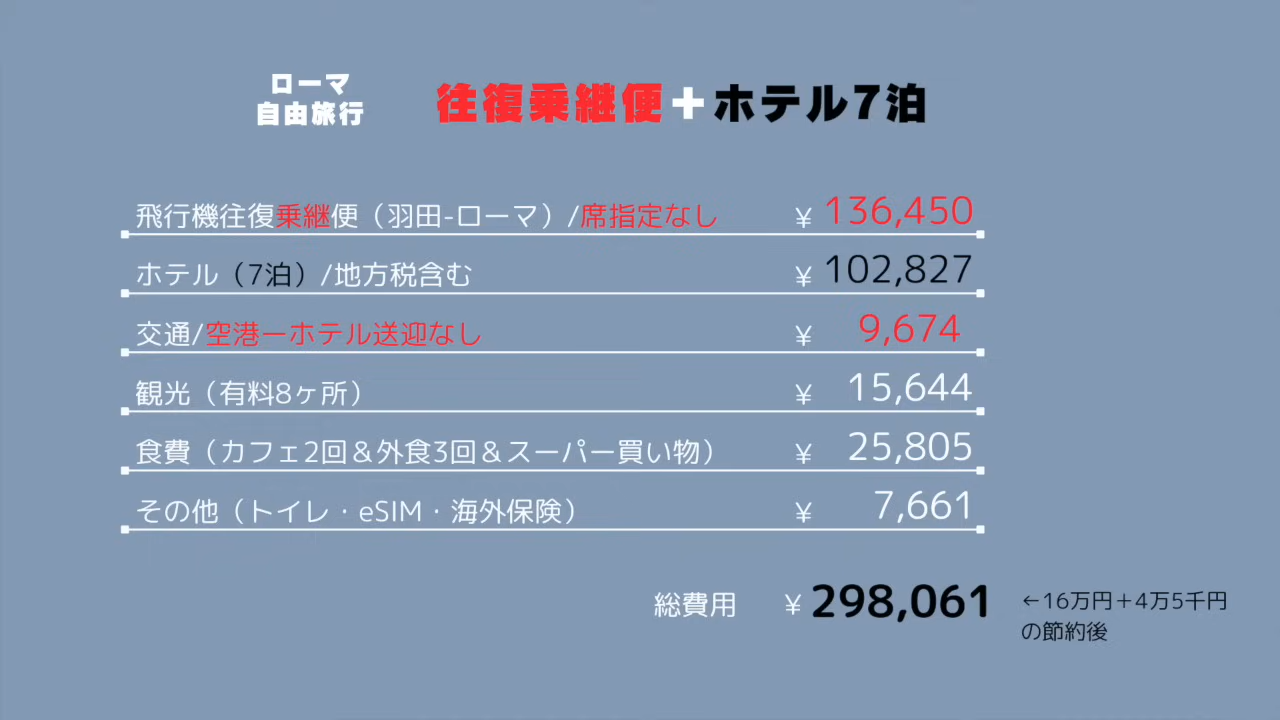 ローマ
自由旅行
往復乗継便+ホテル7泊
飛行機往復乗継便（羽田-ローマ）/席指定なし ￥ 136,450
ホテル（7泊）/地方税含む ￥ 102,827
交通/空港ーホテル送迎なし ￥ 9,674
観光（有料8ヶ所） ￥ 15,644
食費（カフェ2回＆外食3回＆スーパー買い物） ￥ 25,805
その他（トイレ・eSIM・海外保険） ￥ 7,661
総費用 ￥ 298,061
←16万円＋4万5千円
の節約後